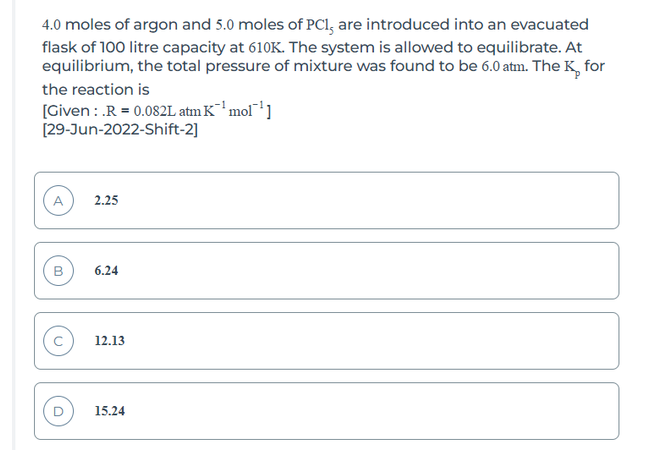 4.0 moles of argon and 5.0 moles of PCl₅ are introduced into an evacuated
flask of 100 litre capacity at 610K. The system is allowed to equilibrate. At
equilibrium, the total pressure of mixture was found to be 6.0 atm. The Kₚ for
the reaction is
[Given : .R = 0.082L atm K⁻¹ mol⁻¹]
[29-Jun-2022-Shift-2]
A 2.25
B 6.24
C 12.13
D 15.24